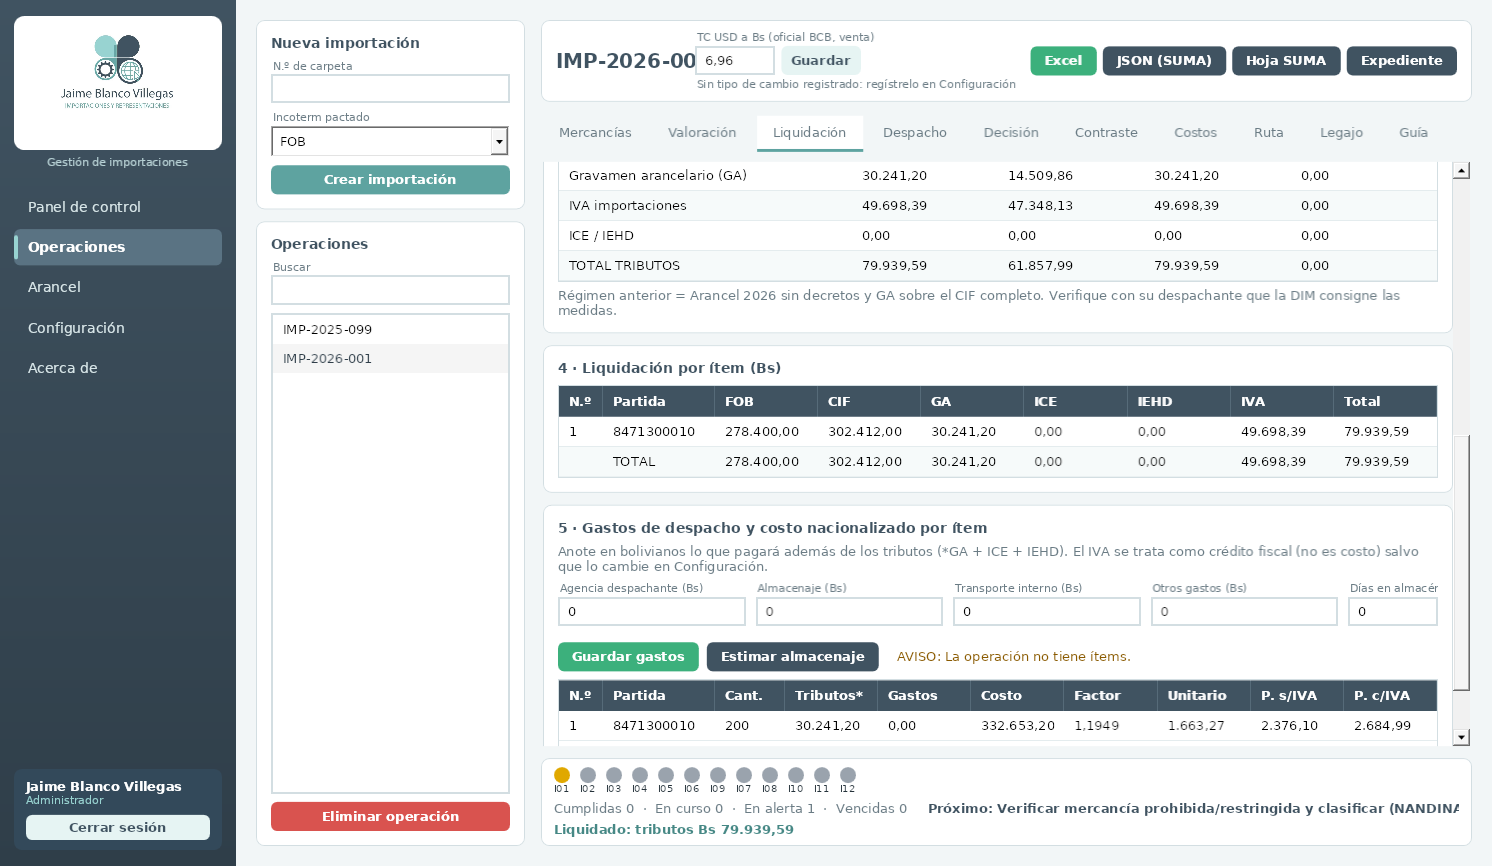 Jaime Blanco Villegas
IMPORTACIONES Y REPRESENTACIONES
Gestión de importaciones
Panel de control
Operaciones
Arancel
Configuración
Acerca de
Jaime Blanco Villegas
Administrador
Cerrar sesión
Nueva importación
N.º de carpeta
Incoterm pactado
FOB
Crear importación
Operaciones
Buscar
IMP-2025-099
IMP-2026-001
Eliminar operación
IMP-2026-00
TC USD a Bs (oficial BCB, venta)
6,96 Guardar
Sin tipo de cambio registrado: regístrelo en Configuración
Excel JSON (SUMA) Hoja SUMA Expediente
Mercancías Valoración Liquidación Despacho Decisión Contraste Costos Ruta Legajo Guía
Gravamen arancelario (GA) 30.241,20 14.509,86 30.241,20 0,00
IVA importaciones 49.698,39 47.348,13 49.698,39 0,00
ICE / IEHD 0,00 0,00 0,00 0,00
TOTAL TRIBUTOS 79.939,59 61.857,99 79.939,59 0,00
Régimen anterior = Arancel 2026 sin decretos y GA sobre el CIF completo. Verifique con su despachante que la DIM consigne las
medidas.
4 · Liquidación por ítem (Bs)
N.º Partida FOB CIF GA ICE IEHD IVA Total
1 8471300010 278.400,00 302.412,00 30.241,20 0,00 0,00 49.698,39 79.939,59
TOTAL 278.400,00 302.412,00 30.241,20 0,00 0,00 49.698,39 79.939,59
5 · Gastos de despacho y costo nacionalizado por ítem
Anote en bolivianos lo que pagará además de los tributos (*GA + ICE + IEHD). El IVA se trata como crédito fiscal (no es costo) salvo
que lo cambie en Configuración.
Agencia despachante (Bs) Almacenaje (Bs) Transporte interno (Bs) Otros gastos (Bs) Días en almacén
0 0 0 0 0
Guardar gastos Estimar almacenaje AVISO: La operación no tiene ítems.
N.º Partida Cant. Tributos* Gastos Costo Factor Unitario P. s/IVA P. c/IVA
1 8471300010 200 30.241,20 0,00 332.653,20 1,1949 1.663,27 2.376,10 2.684,99
I01 I02 I03 I04 I05 I06 I09 I07 I08 I10 I11 I12
Cumplidas 0 · En curso 0 · En alerta 1 · Vencidas 0 Próximo: Verificar mercancía prohibida/restringida y clasificar (NANDINA
Liquidado: tributos Bs 79.939,59